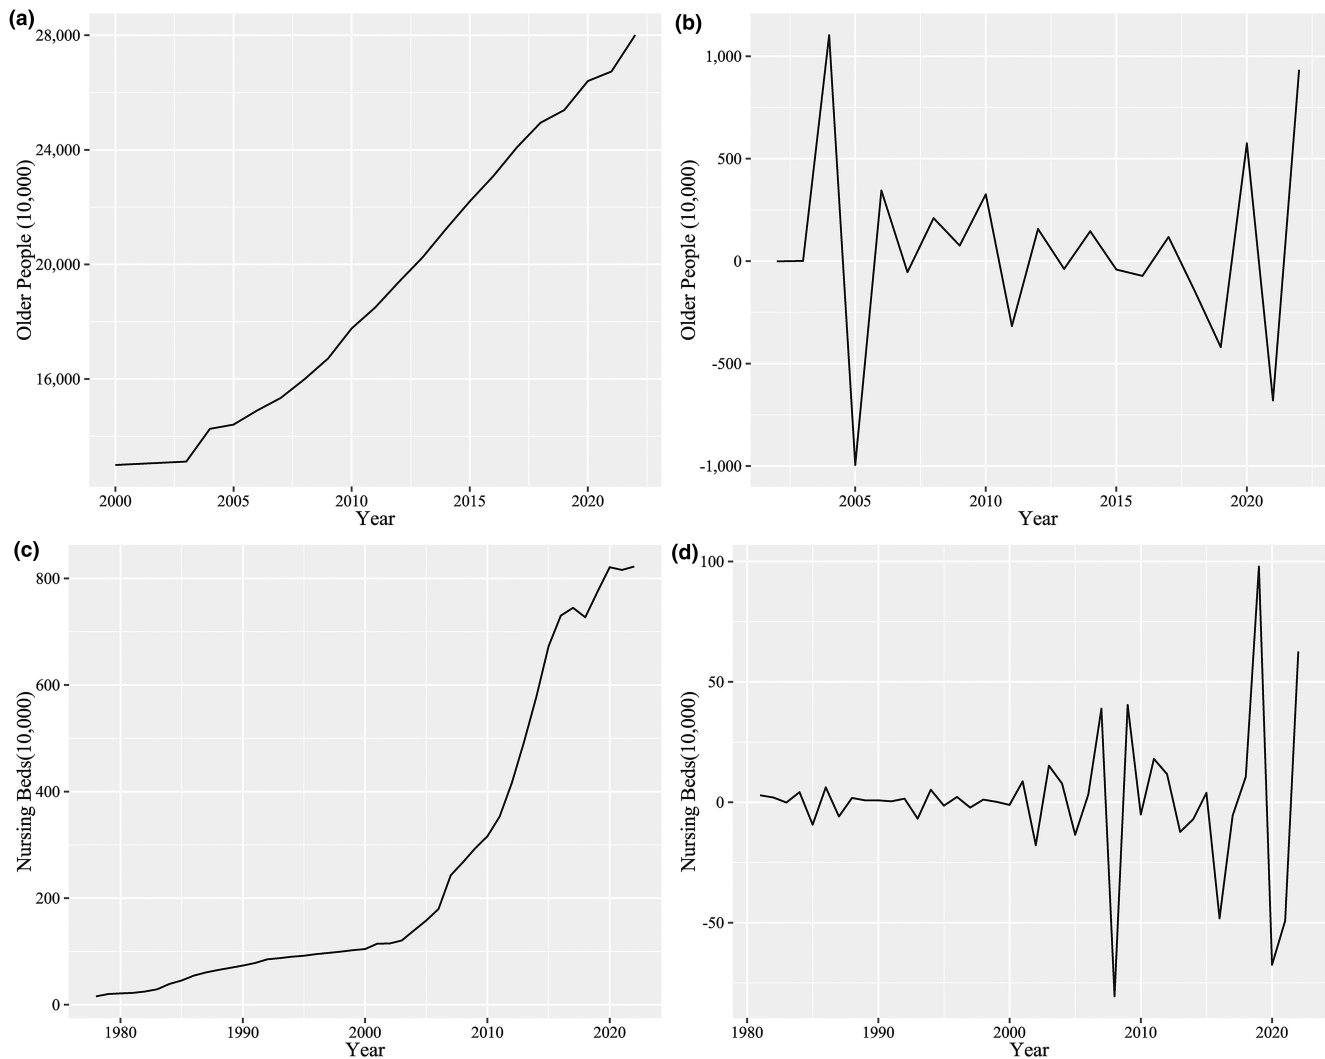 (a)
28,000
24,000
20,000
16,000
Older People (10,000)
2000 2005 2010 2015 2020
Year
(b)
1,000
500
0
-500
-1,000
Older People (10,000)
2005 2010 2015 2020
Year
(c)
800
600
400
200
0
Nursing Beds(10,000)
1980 1990 2000 2010 2020
Year
(d)
100
50
0
-50
Nursing Beds(10,000)
1980 1990 2000 2010 2020
Year